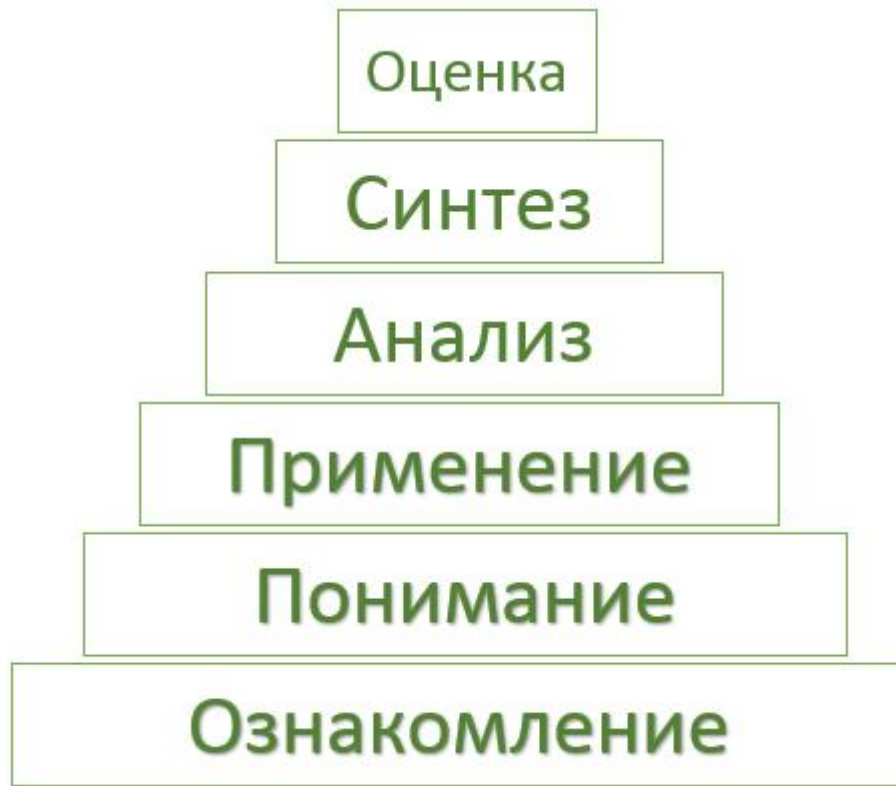 Оценка
Синтез
Анализ
Применение
Понимание
Ознакомление